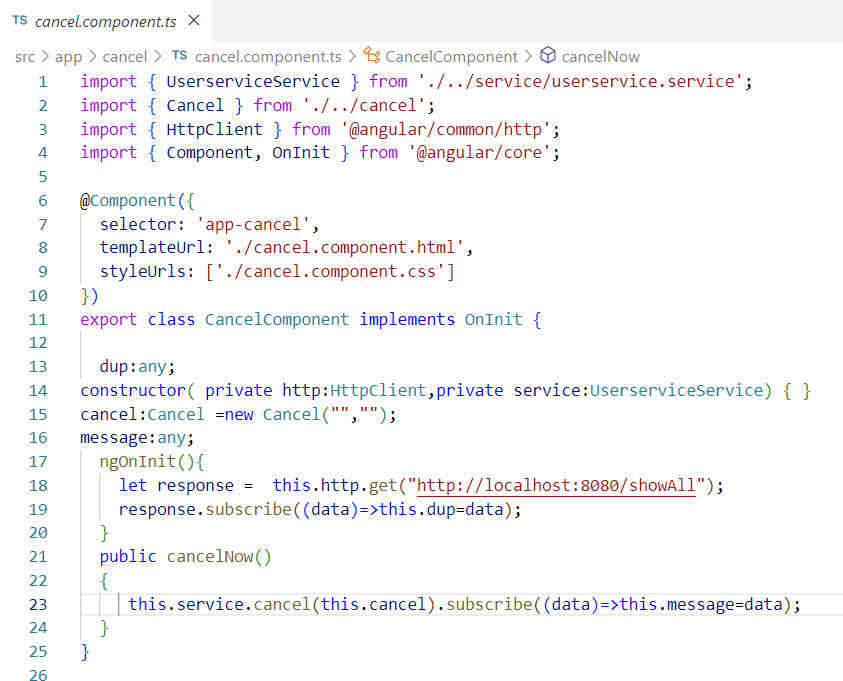 TS cancel.component.ts ×
src > app > cancel > TS cancel.component.ts > CancelComponent > cancelNow
1 import { UserserviceService } from './../service/userservice.service';
2 import { Cancel } from './../cancel';
3 import { HttpClient } from '@angular/common/http';
4 import { Component, OnInit } from '@angular/core';
5
6 @Component({
7   selector: 'app-cancel',
8   templateUrl: './cancel.component.html',
9   styleUrls: ['./cancel.component.css']
10 })
11 export class CancelComponent implements OnInit {
12
13   dup:any;
14 constructor( private http:HttpClient,private service:UserserviceService) { }
15 cancel:Cancel =new Cancel("","");
16 message:any;
17   ngOnInit(){
18     let response =  this.http.get("http://localhost:8080/showAll");
19     response.subscribe((data)=>this.dup=data);
20   }
21   public cancelNow()
22   {
23      this.service.cancel(this.cancel).subscribe((data)=>this.message=data);
24   }
25 }
26